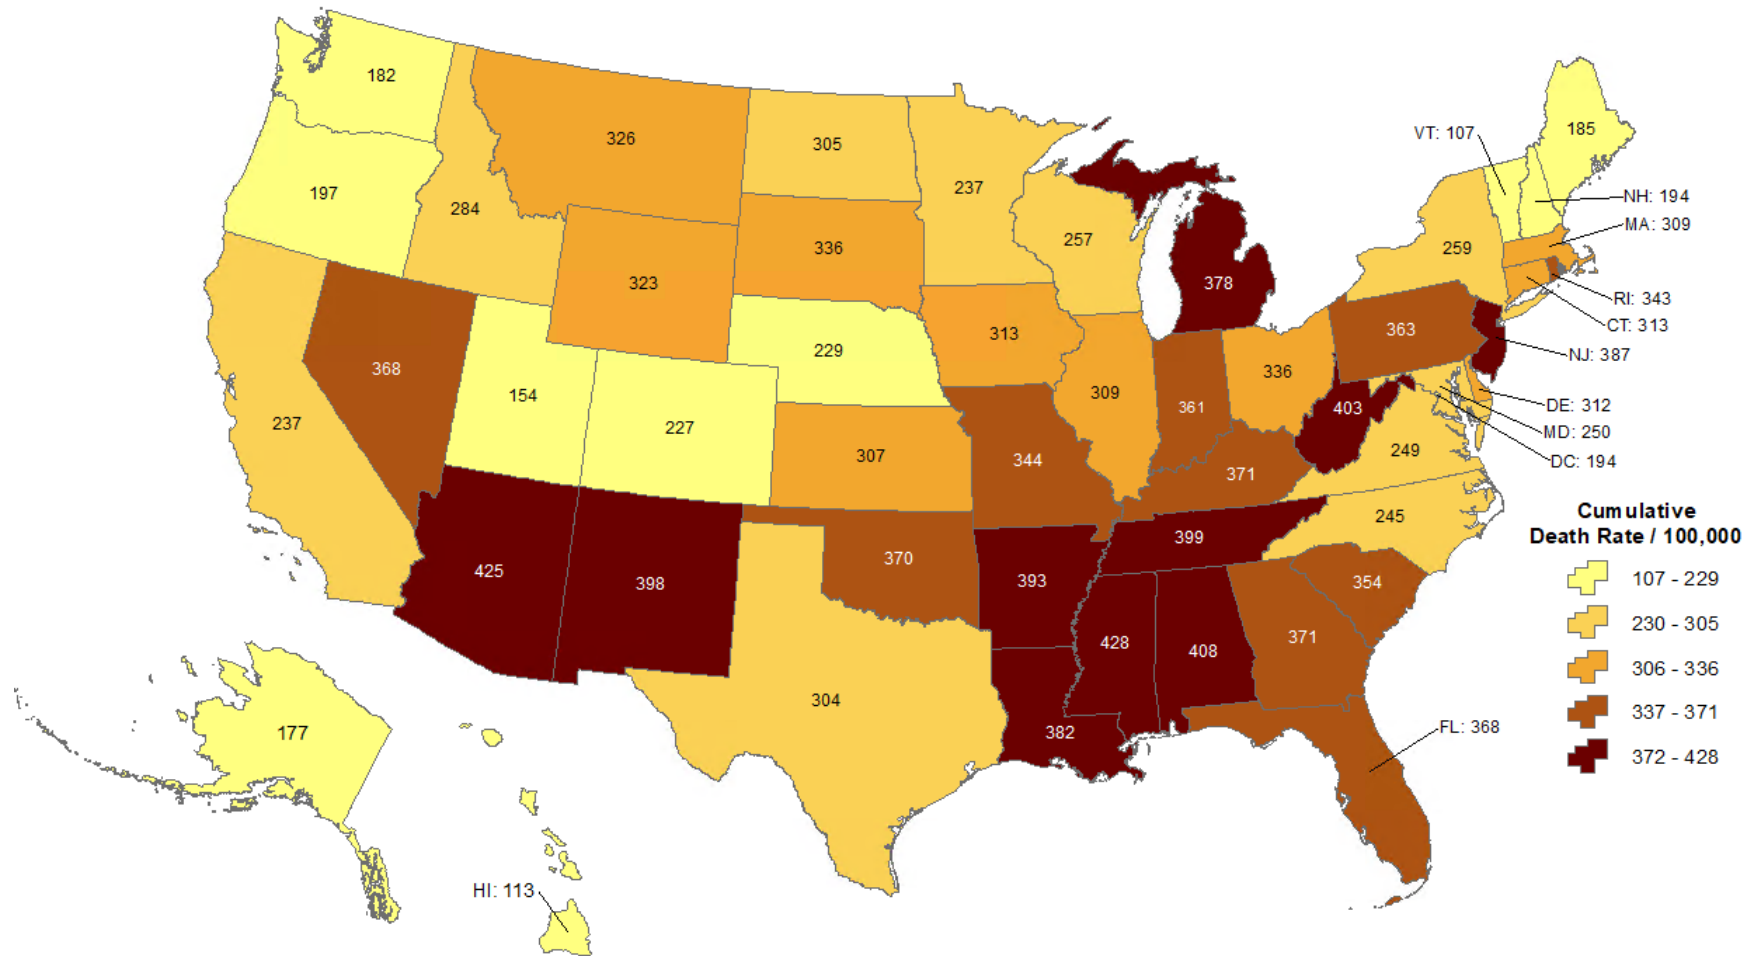 182
326
305
237
185
VT: 107
197
284
NH: 194
MA: 309
336
257
259
323
378
RI: 343
CT: 313
313
363
NJ: 387
229
368
154
309
361
336
403
DE: 312
MD: 250
DC: 194
237
227
307
344
371
249
245
Cumulative
Death Rate / 100,000
107 - 229
230 - 305
306 - 336
337 - 371
372 - 428
425
398
370
393
399
354
428
408
371
304
382
FL: 368
177
HI: 113